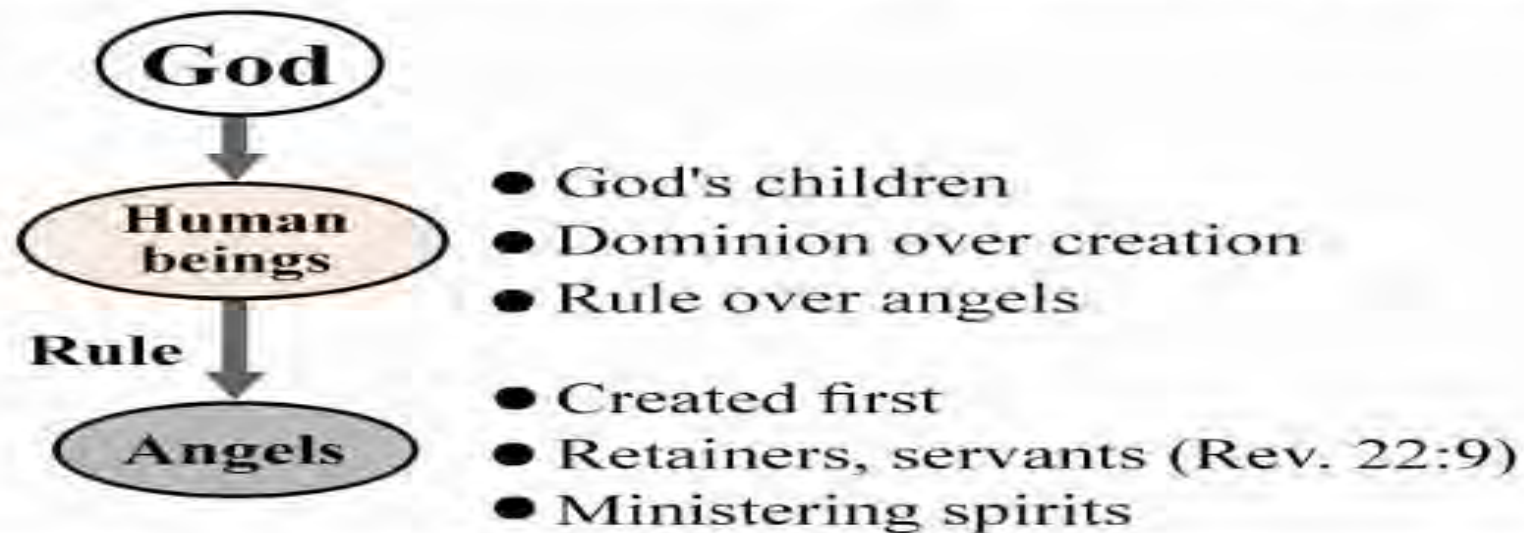 God
Human
beings
● God's children
● Dominion over creation
● Rule over angels
Rule
Angels
● Created first
● Retainers, servants (Rev. 22:9)
● Ministering spirits